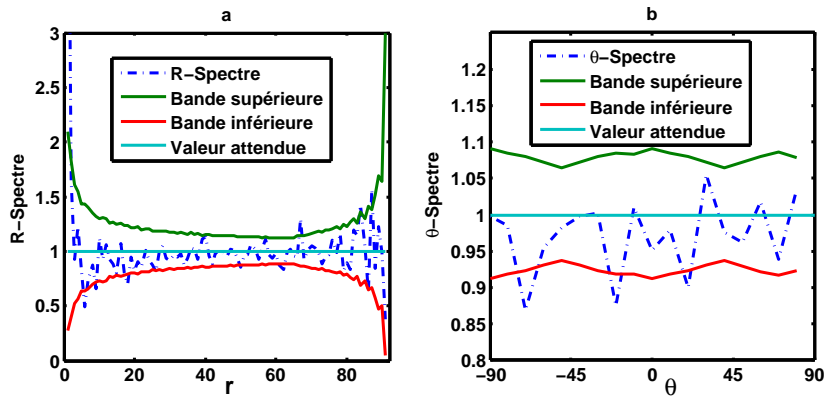 a
R-Spectre
3
2.5
2
1.5
1
0.5
0
R-Spectre
Bande supérieure
Bande inférieure
Valeur attendue
0
20
40
60
80
r
b
θ-Spectre
1.2
1.15
1.1
1.05
1
0.95
0.9
0.85
0.8
θ-Spectre
Bande supérieure
Bande inférieure
Valeur attendue
-90
-45
0
45
90
θ